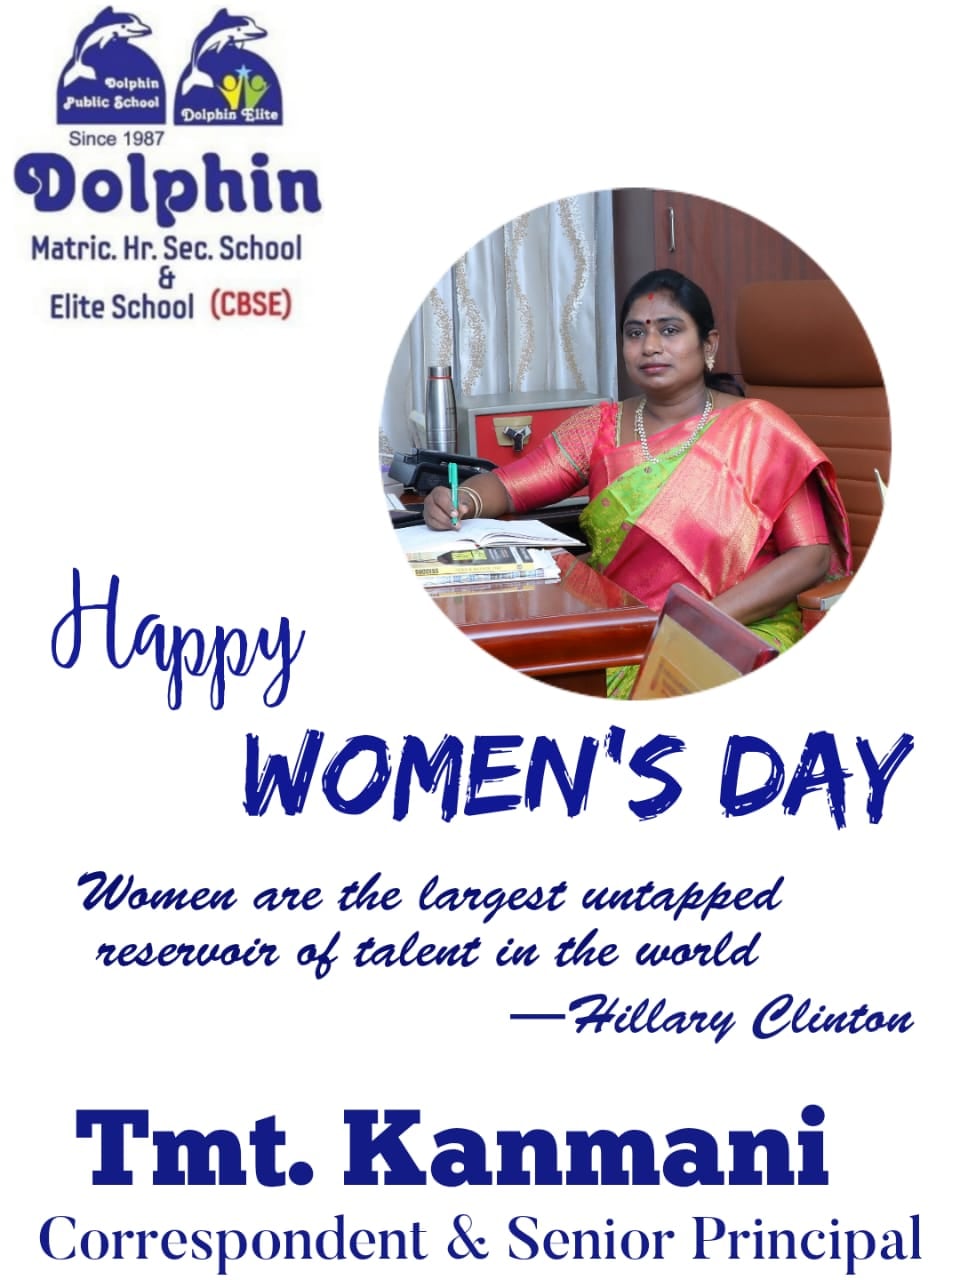 Dolphin
Public School
Dolphin Elite
Since 1987
Dolphin
Matric. Hr. Sec. School
&
Elite School (CBSE)
SUCCESS
Happy
WOMEN'S DAY
Women are the largest untapped
reservoir of talent in the world
—Hillary Clinton
Tmt. Kanmani
Correspondent & Senior Principal